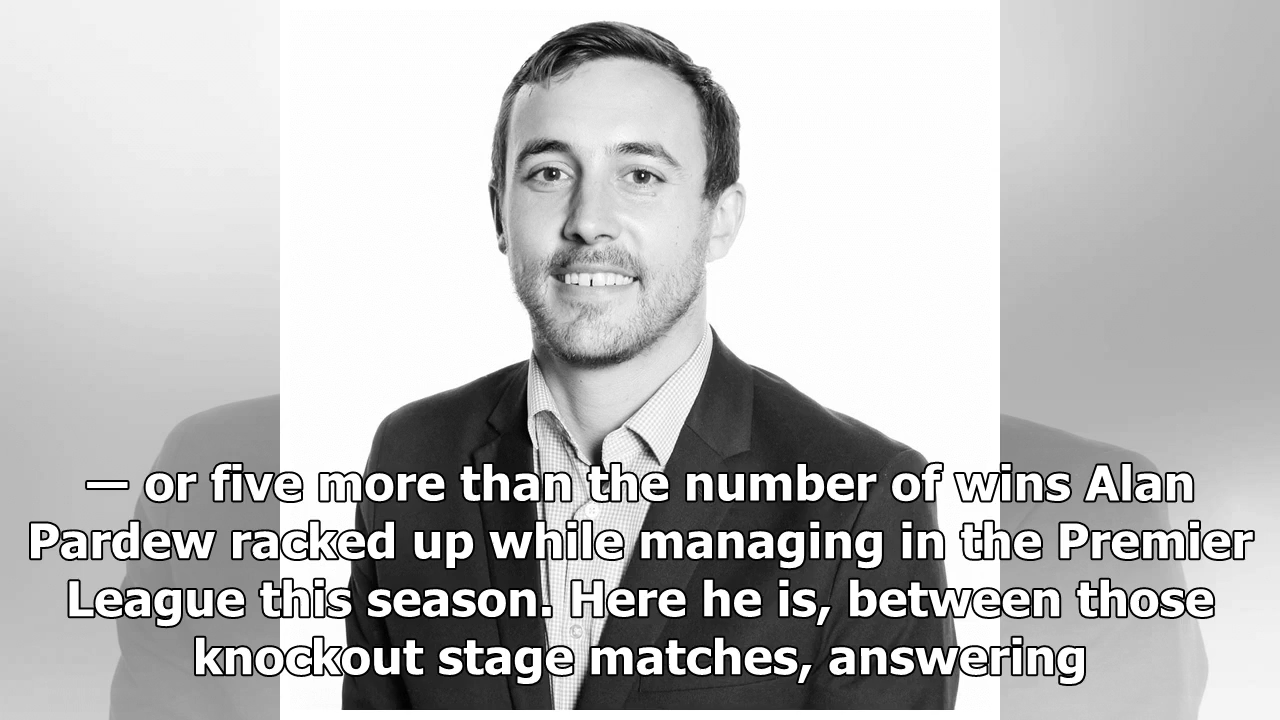 — or five more than the number of wins Alan
Pardew racked up while managing in the Premier
League this season. Here he is, between those
knockout stage matches, answering